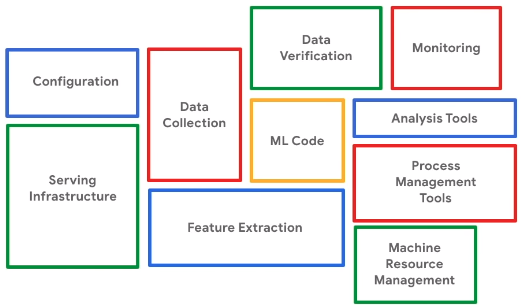 Data
Verification
Monitoring
Configuration
Data
Collection
ML Code
Analysis Tools
Serving
Infrastructure
Process
Management
Tools
Feature Extraction
Machine
Resource
Management